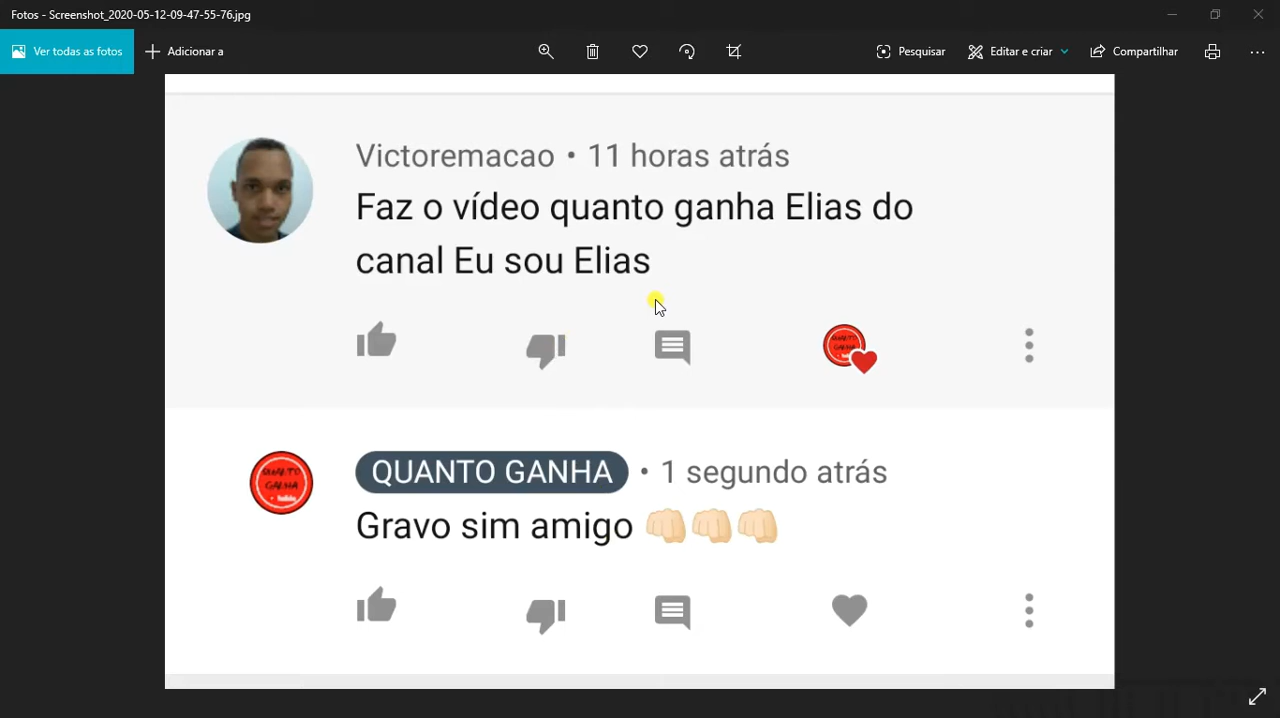 Fotos - Screenshot_2020-05-12-09-47-55-76.jpg
Ver todas as fotos
Adicionar a
Pesquisar
Editar e criar
Compartilhar
Victoremacao • 11 horas atrás
Faz o vídeo quanto ganha Elias do
canal Eu sou Elias
QUANTO GANHA • 1 segundo atrás
Gravo sim amigo 👊🏻👊🏻👊🏻